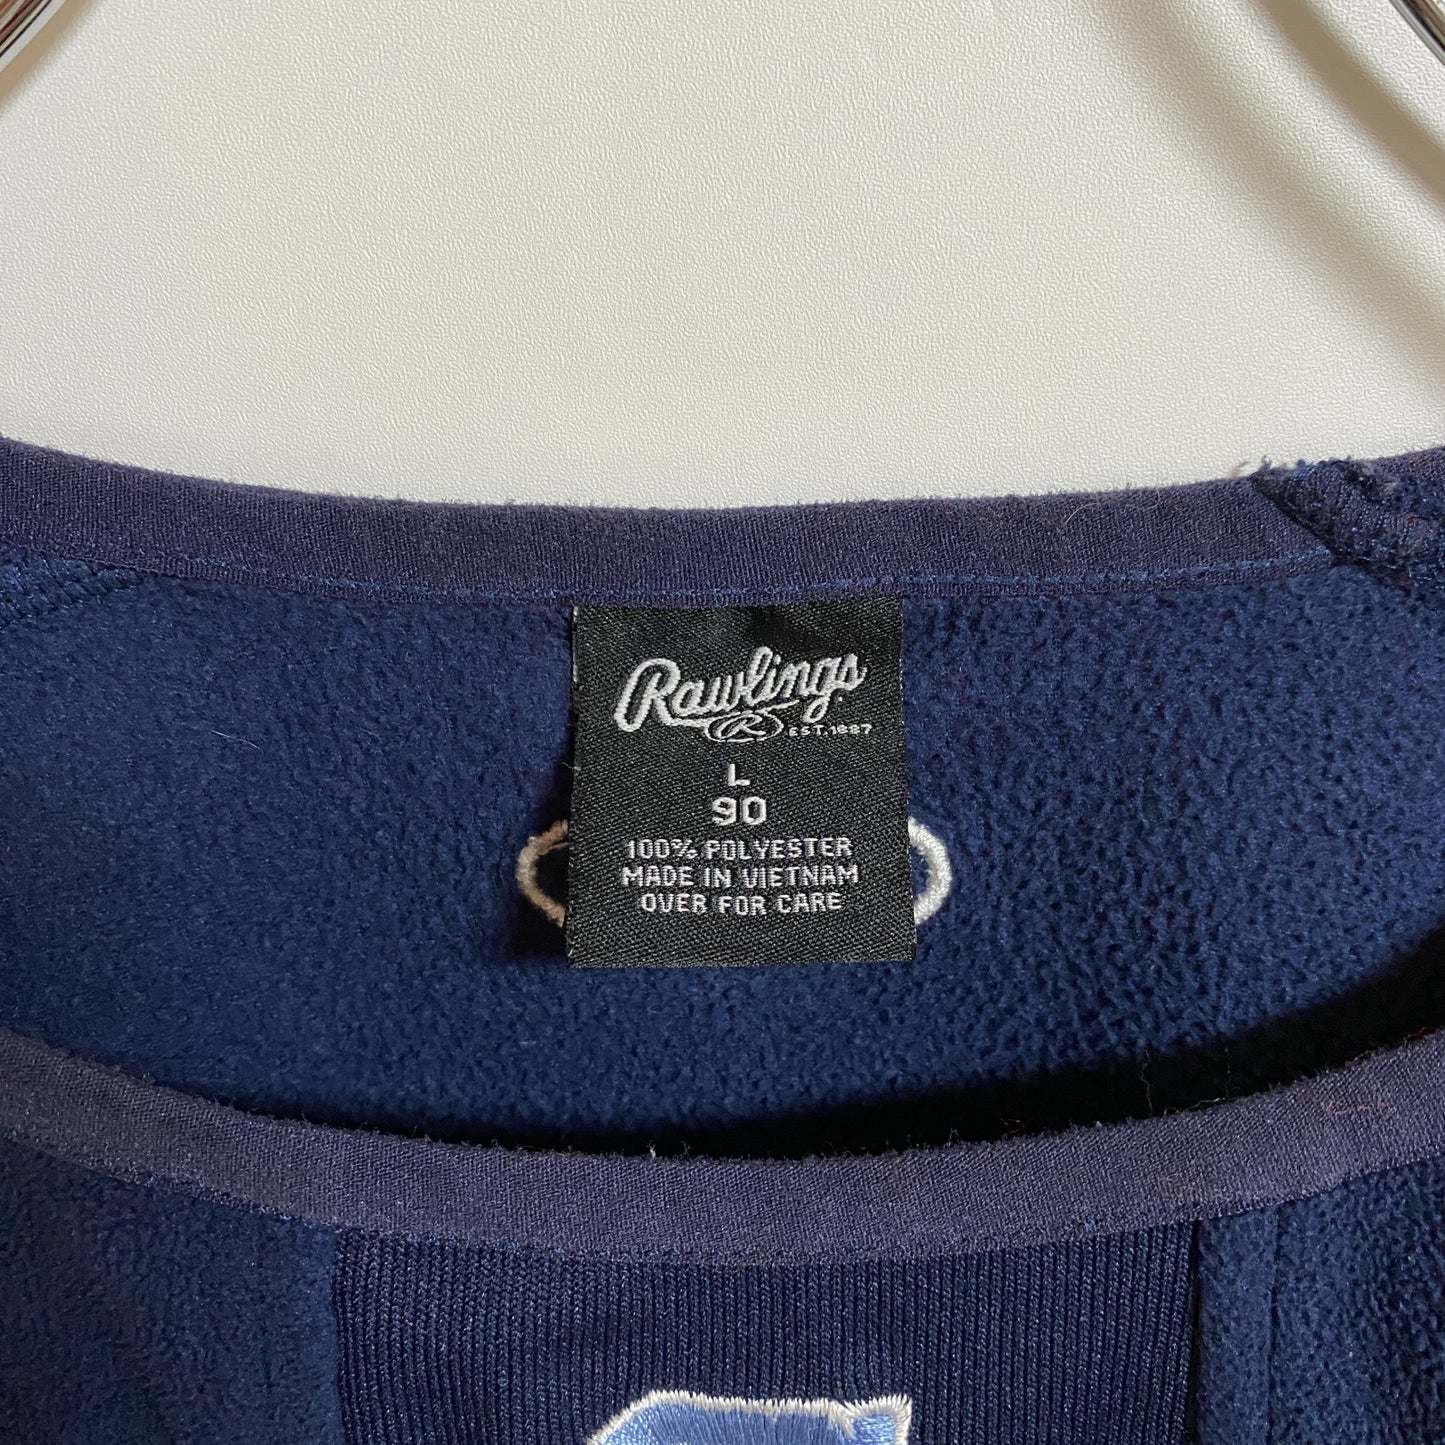 Rawlings
R EST. 1887
L
90
100% POLYESTER
MADE IN VIETNAM
OVER FOR CARE